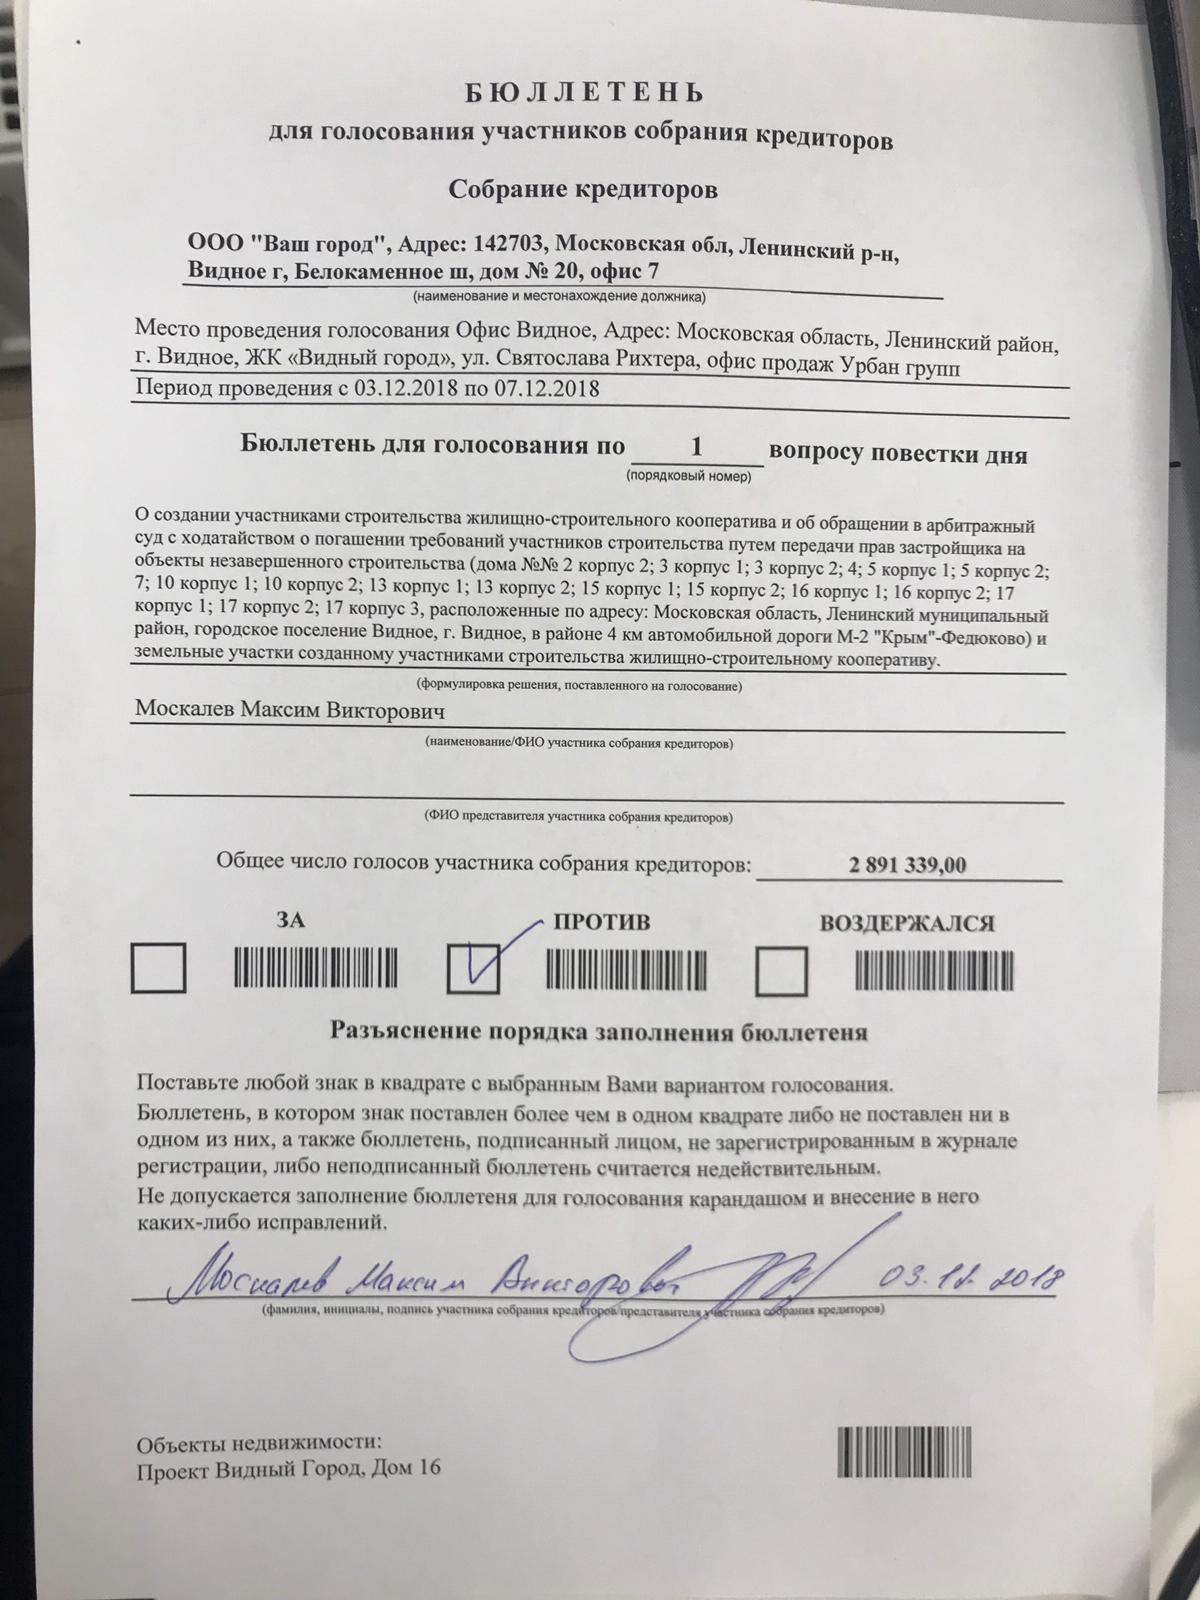 БЮЛЛЕТЕНЬ
для голосования участников собрания кредиторов
Собрание кредиторов
ООО "Ваш город", Адрес: 142703, Московская обл, Ленинский р-н,
Видное г, Белокаменное ш, дом № 20, офис 7
(наименование и местонахождение должника)
Место проведения голосования Офис Видное, Адрес: Московская область, Ленинский район,
г. Видное, ЖК «Видный город», ул. Святослава Рихтера, офис продаж Урбан групп
Период проведения с 03.12.2018 по 07.12.2018
Бюллетень для голосования по 1 вопросу повестки дня
(порядковый номер)
О создании участниками строительства жилищно-строительного кооператива и об обращении в арбитражный
суд с ходатайством о погашении требований участников строительства путем передачи прав застройщика на
объекты незавершенного строительства (дома №№ 2 корпус 2; 3 корпус 1; 3 корпус 2; 4; 5 корпус 1; 5 корпус 2;
7; 10 корпус 1; 10 корпус 2; 13 корпус 1; 13 корпус 2; 15 корпус 1; 15 корпус 2; 16 корпус 1; 16 корпус 2; 17
корпус 1; 17 корпус 2; 17 корпус 3, расположенные по адресу: Московская область, Ленинский муниципальный
район, городское поселение Видное, г. Видное, в районе 4 км автомобильной дороги М-2 "Крым"-Федюково) и
земельные участки созданному участниками строительства жилищно-строительному кооперативу.
(формулировка решения, поставленного на голосование)
Москалев Максим Викторович
(наименование/ФИО участника собрания кредиторов)
(ФИО представителя участника собрания кредиторов)
Общее число голосов участника собрания кредиторов: 2 891 339,00
ЗА ПРОТИВ ВОЗДЕРЖАЛСЯ
Разъяснение порядка заполнения бюллетеня
Поставьте любой знак в квадрате с выбранным Вами вариантом голосования.
Бюллетень, в котором знак поставлен более чем в одном квадрате либо не поставлен ни в
одном из них, а также бюллетень, подписанный лицом, не зарегистрированным в журнале
регистрации, либо неподписанный бюллетень считается недействительным.
Не допускается заполнение бюллетеня для голосования карандашом и внесение в него
каких-либо исправлений.
Москалев Максим Викторович 03.12.2018
(фамилия, инициалы, подпись участника собрания кредиторов/представителя участника собрания кредиторов)
Объекты недвижимости:
Проект Видный Город, Дом 16